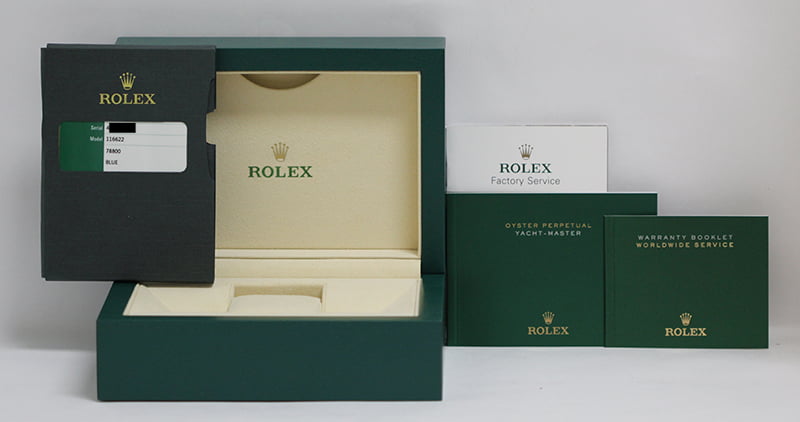 ROLEX
Serial 4
Model 116622
78800
BLUE
ROLEX
ROLEX
Factory Service
OYSTER PERPETUAL
YACHT-MASTER
ROLEX
WARRANTY BOOKLET
WORLDWIDE SERVICE
ROLEX